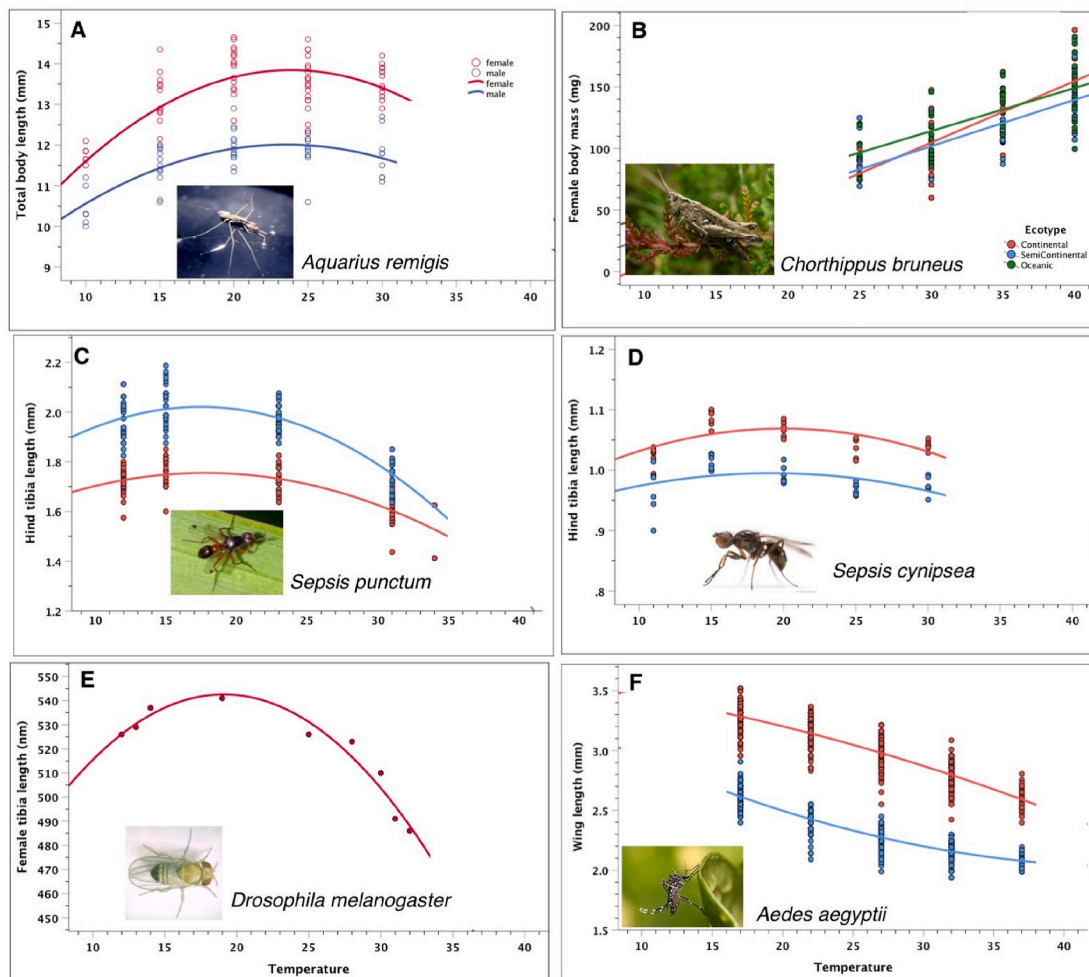 A
Total body length (mm)
15
14
13
12
11
10
9
female
male
female
male
Aquarius remigis
10 15 20 25 30 35 40
B
Female body mass (mg)
200
150
100
50
0
Ecotype
Continental
SemiContinental
Oceanic
Chorthippus bruneus
10 15 20 25 30 35 40
C
Hind tibia length (mm)
2.2
2.0
1.8
1.6
1.4
1.2
Sepsis punctum
10 15 20 25 30 35 40
D
Hind tibia length (mm)
1.2
1.1
1.0
.9
.8
Sepsis cynipsea
10 15 20 25 30 35 40
E
Female tibia length (nm)
550
540
530
520
510
500
490
480
470
460
450
Drosophila melanogaster
10 15 20 25 30 35 40
Temperature
F
Wing length (mm)
3.5
3.0
2.5
2.0
1.5
Aedes aegyptii
10 15 20 25 30 35 40
Temperature